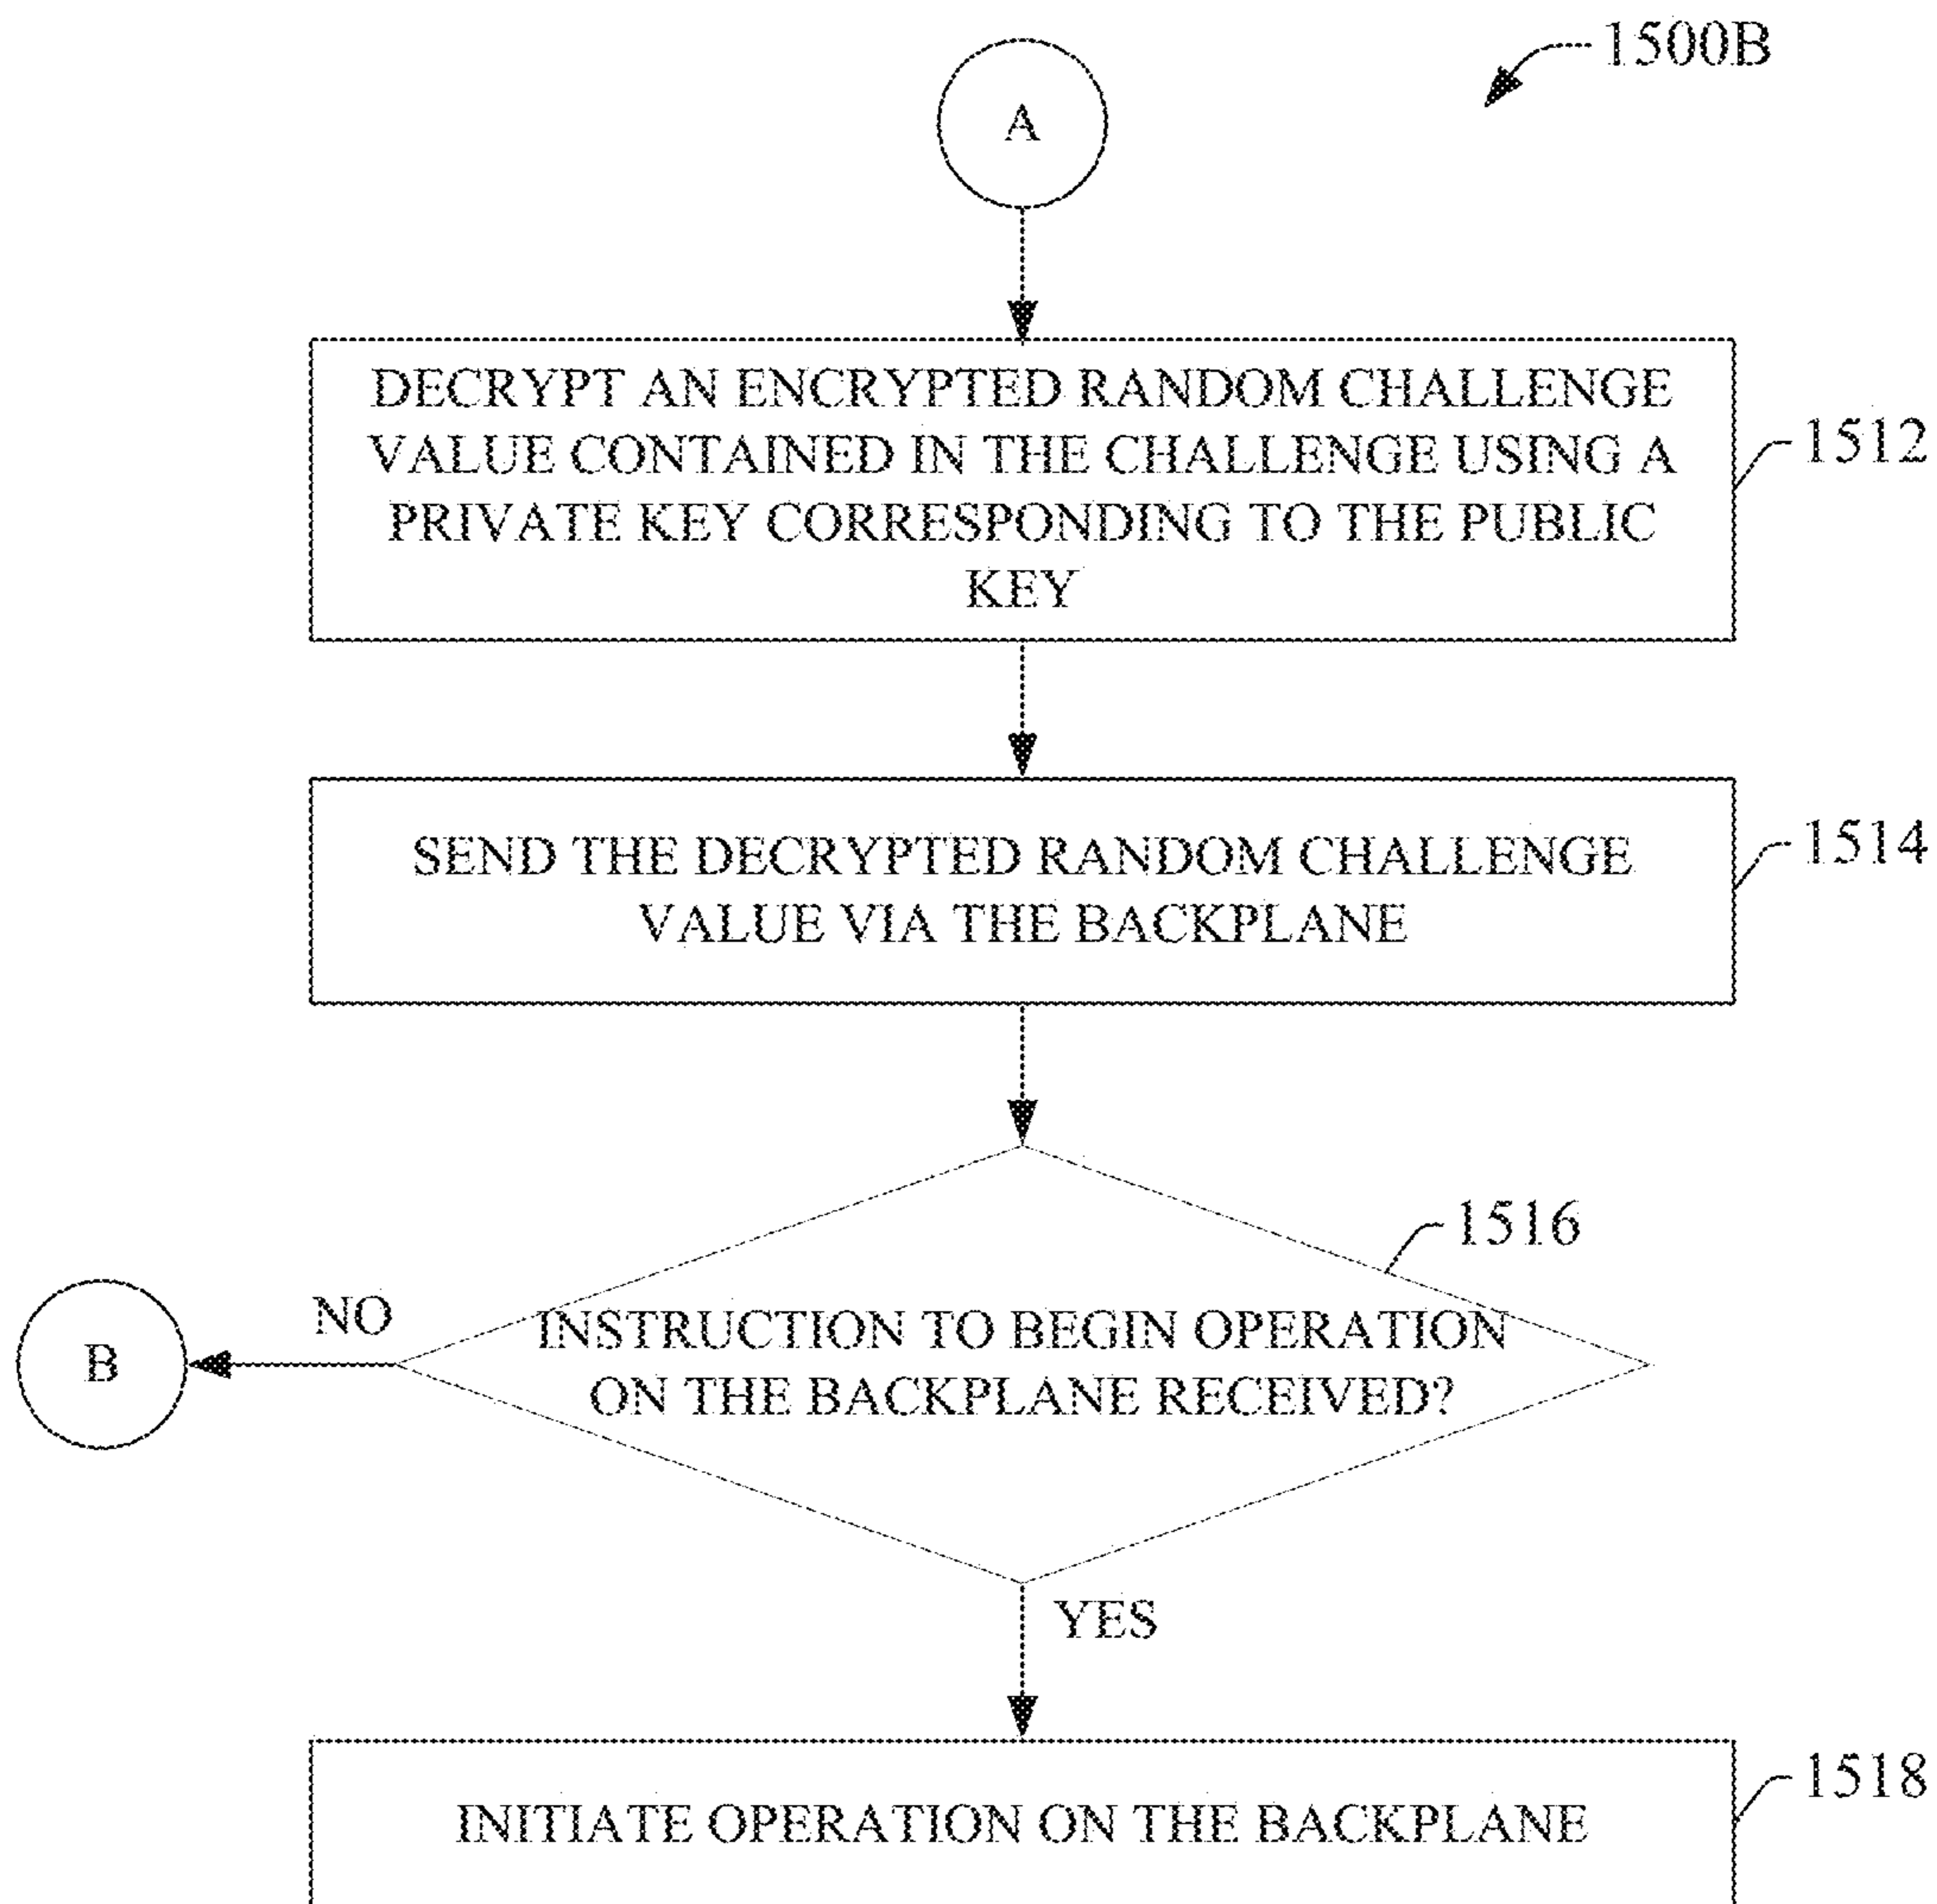 1500B
A
DECRYPT AN ENCRYPTED RANDOM CHALLENGE
VALUE CONTAINED IN THE CHALLENGE USING A
PRIVATE KEY CORRESPONDING TO THE PUBLIC
KEY
1512
SEND THE DECRYPTED RANDOM CHALLENGE
VALUE VIA THE BACKPLANE
1514
1516
INSTRUCTION TO BEGIN OPERATION
ON THE BACKPLANE RECEIVED?
NO
B
YES
INITIATE OPERATION ON THE BACKPLANE
1518